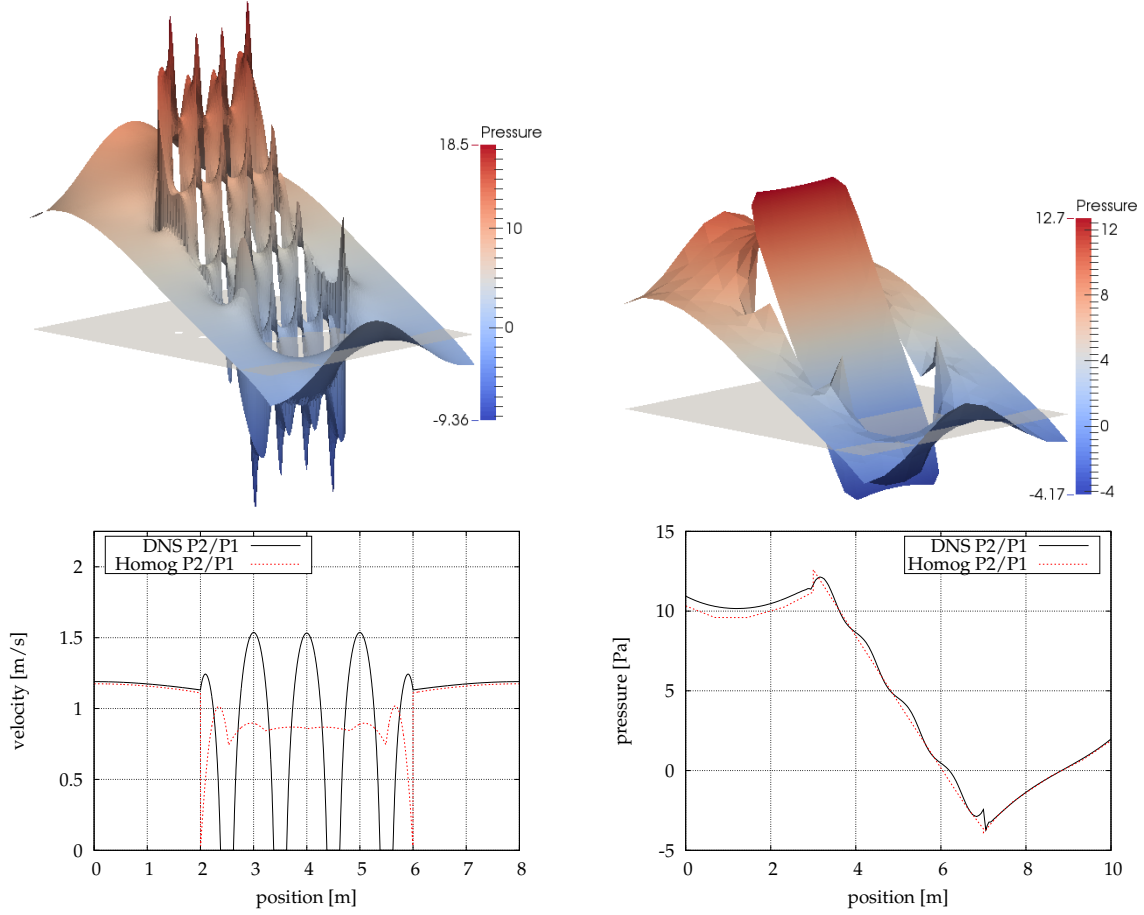 Pressure
18.5
10
0
-9.36
Pressure
12.7
12
8
4
0
-4.17
-4
DNS P2/P1
Homog P2/P1
2
1.5
1
0.5
0
velocity [m/s]
0 1 2 3 4 5 6 7 8
position [m]
DNS P2/P1
Homog P2/P1
15
10
5
0
-5
pressure [Pa]
0 2 4 6 8 10
position [m]